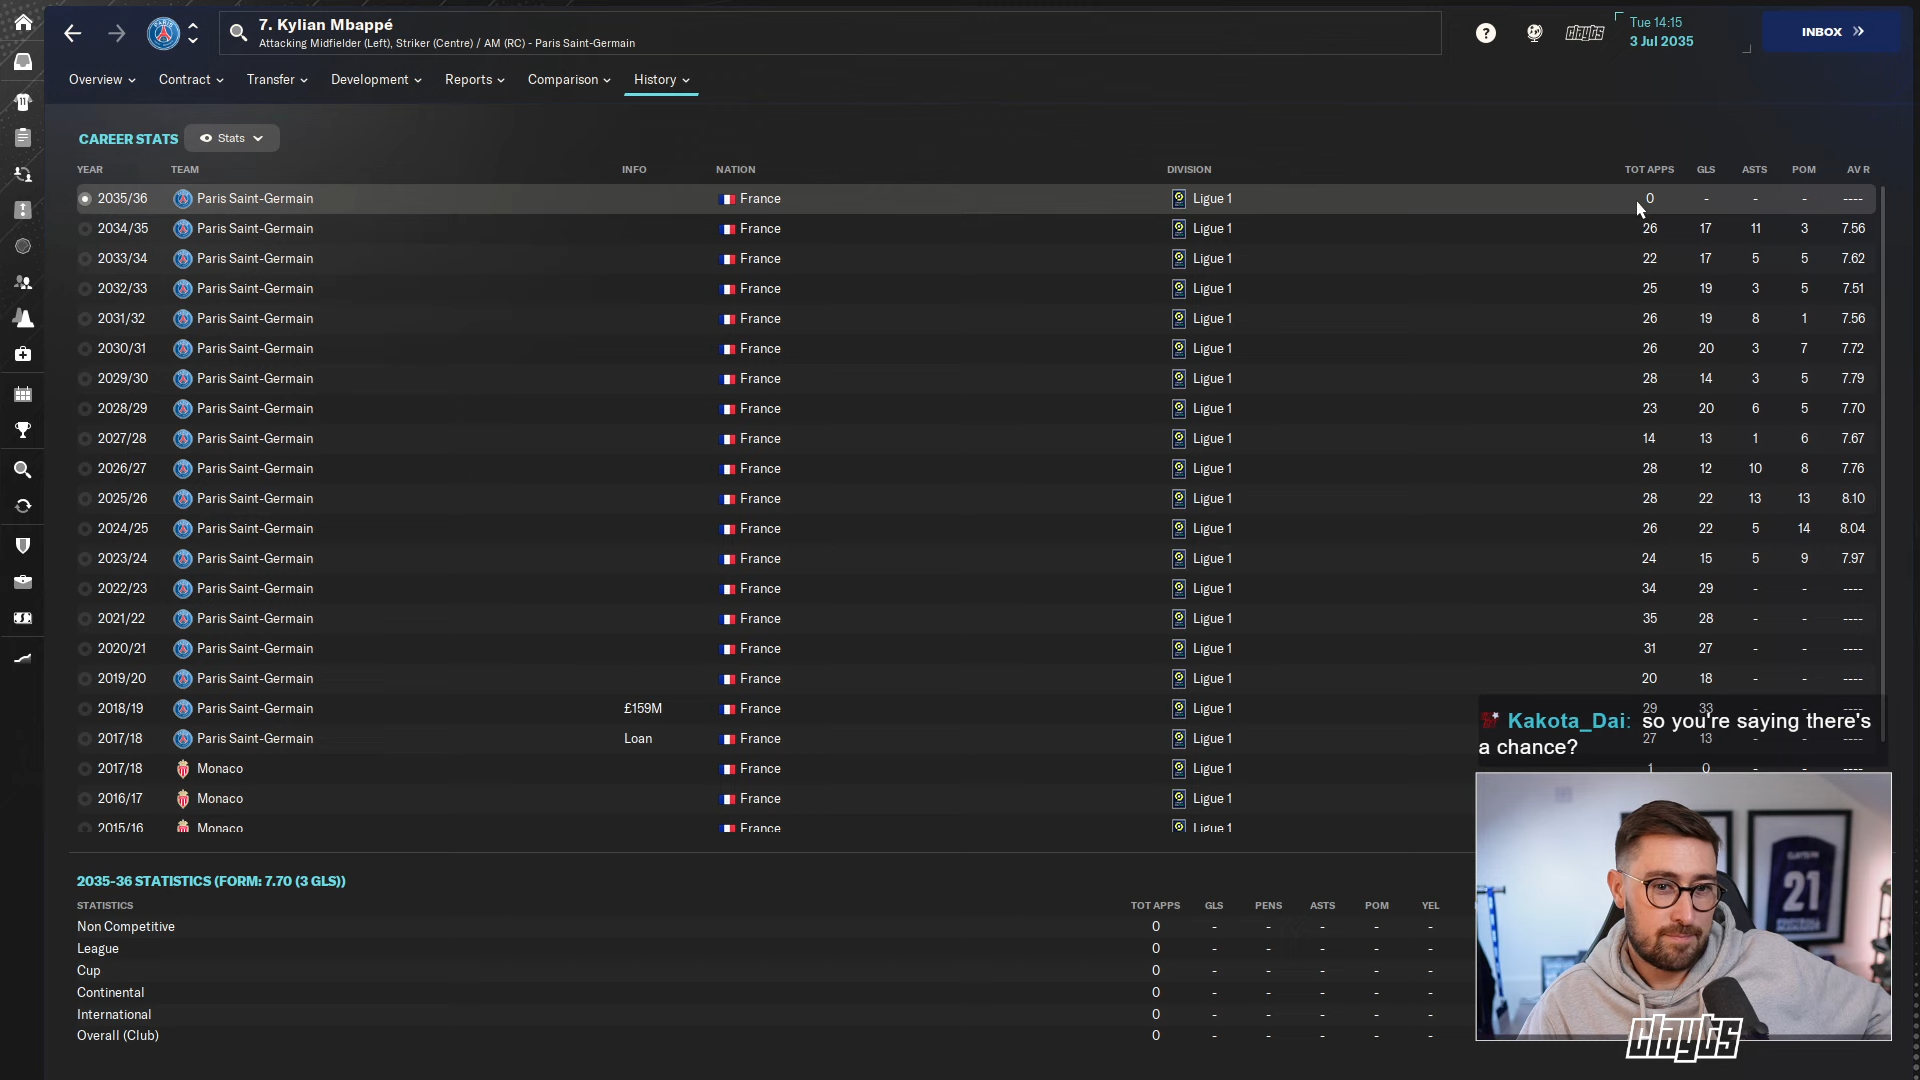 7. Kylian Mbappé
Attacking Midfielder (Left), Striker (Centre) / AM (RC) - Paris Saint-Germain
?
clayts
Tue 14:15
3 Jul 2035
INBOX
Overview
Contract
Transfer
Development
Reports
Comparison
History
CAREER STATS
Stats
YEAR TEAM INFO NATION DIVISION TOT APPS GLS ASTS POM AV R
2035/36 Paris Saint-Germain France Ligue 1 0 - - - ----
2034/35 Paris Saint-Germain France Ligue 1 26 17 11 3 7.56
2033/34 Paris Saint-Germain France Ligue 1 22 17 5 5 7.62
2032/33 Paris Saint-Germain France Ligue 1 25 19 3 5 7.51
2031/32 Paris Saint-Germain France Ligue 1 26 19 8 1 7.56
2030/31 Paris Saint-Germain France Ligue 1 26 20 3 7 7.72
2029/30 Paris Saint-Germain France Ligue 1 28 14 3 5 7.79
2028/29 Paris Saint-Germain France Ligue 1 23 20 6 5 7.70
2027/28 Paris Saint-Germain France Ligue 1 14 13 1 6 7.67
2026/27 Paris Saint-Germain France Ligue 1 28 12 10 8 7.76
2025/26 Paris Saint-Germain France Ligue 1 28 22 13 13 8.10
2024/25 Paris Saint-Germain France Ligue 1 26 22 5 14 8.04
2023/24 Paris Saint-Germain France Ligue 1 24 15 5 9 7.97
2022/23 Paris Saint-Germain France Ligue 1 34 29 - - ----
2021/22 Paris Saint-Germain France Ligue 1 35 28 - - ----
2020/21 Paris Saint-Germain France Ligue 1 31 27 - - ----
2019/20 Paris Saint-Germain France Ligue 1 20 18 - - ----
2018/19 Paris Saint-Germain £159M France Ligue 1 29 33
2017/18 Paris Saint-Germain Loan France Ligue 1 27 13
2017/18 Monaco France Ligue 1 1 0
2016/17 Monaco France Ligue 1
2015/16 Monaco France Ligue 1
Kakota_Dai: so you're saying there's
a chance?
21
clayts
2035-36 STATISTICS (FORM: 7.70 (3 GLS))
STATISTICS TOT APPS GLS PENS ASTS POM YEL
Non Competitive 0 - - - - -
League 0 - - - - -
Cup 0 - - - - -
Continental 0 - - - - -
International 0 - - - - -
Overall (Club) 0 - - - - -